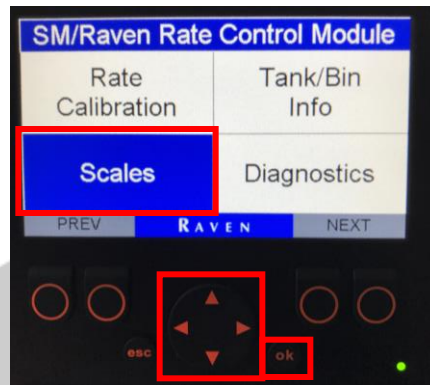 SM/Raven Rate Control Module
Rate
Calibration
Tank/Bin
Info
Scales
Diagnostics
PREV
RAVEN
NEXT
esc
ok